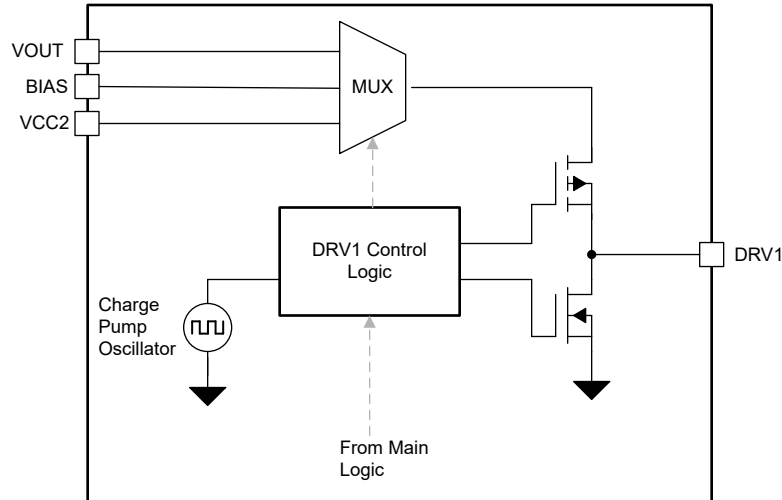 VOUT
BIAS
VCC2
MUX
DRV1 Control
Logic
DRV1
Charge
Pump
Oscillator
From Main
Logic